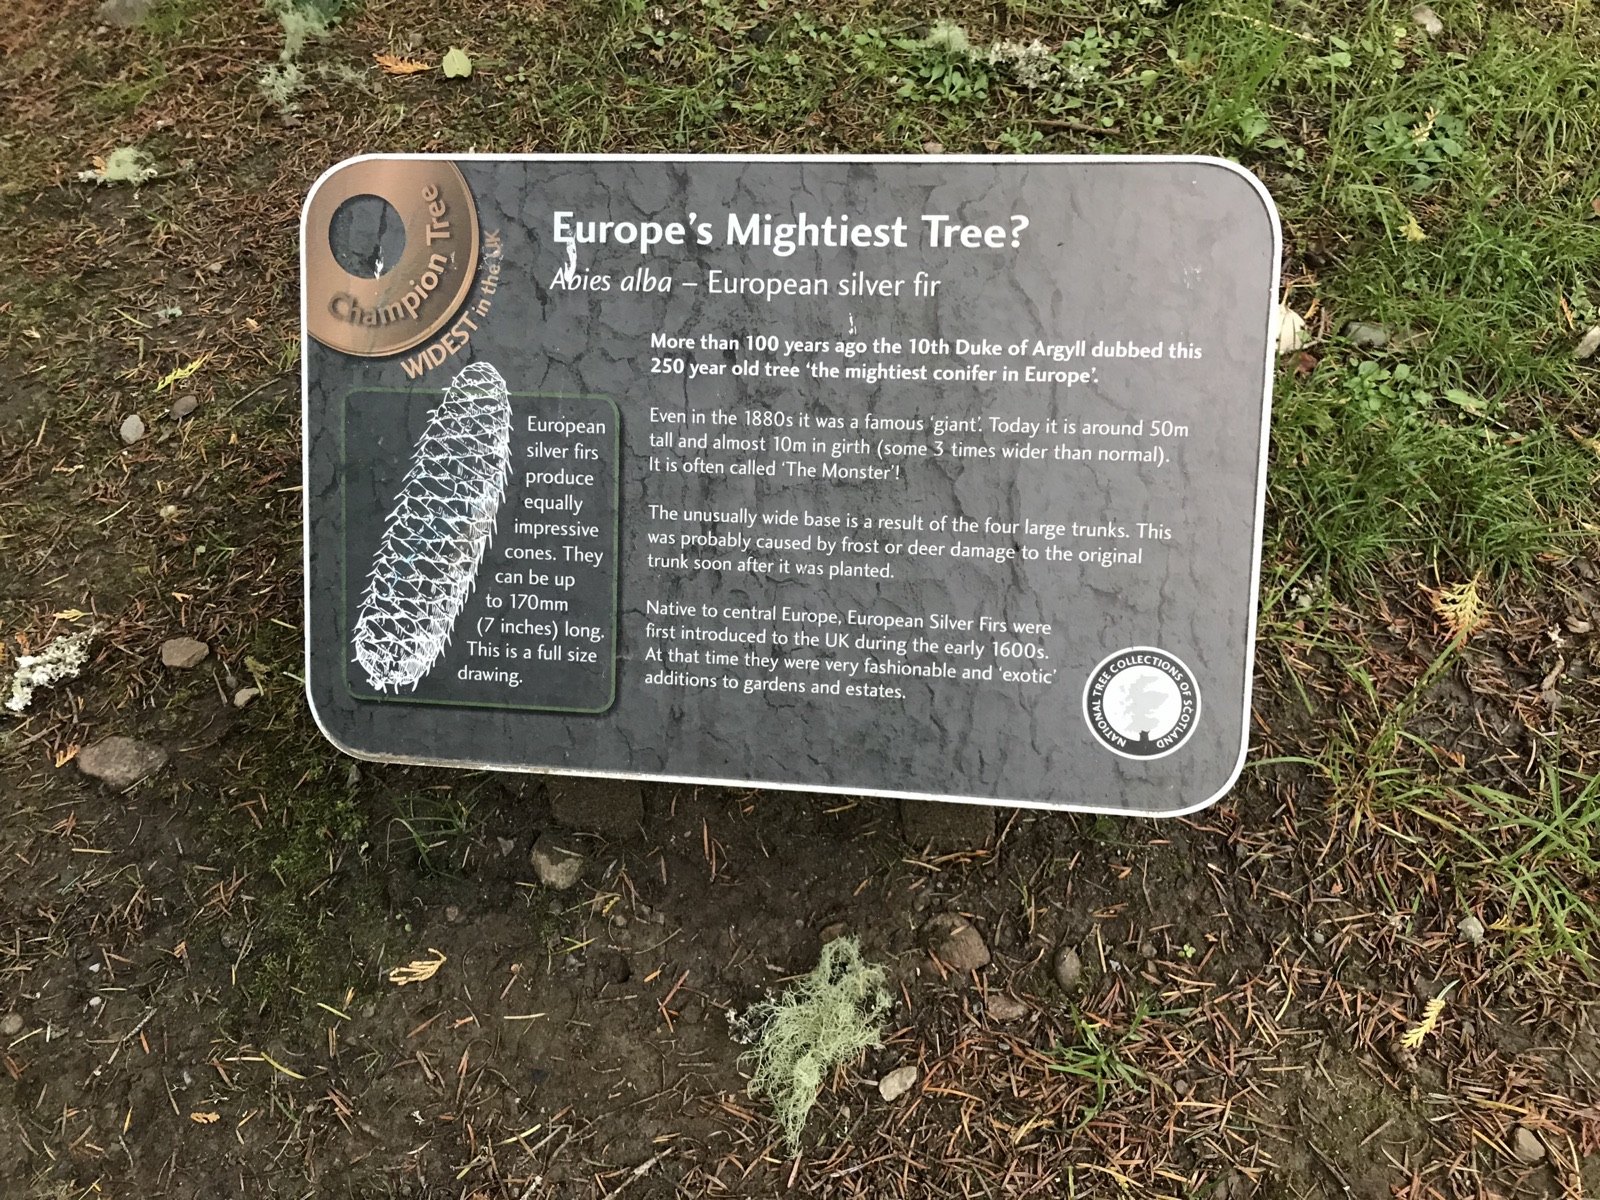 Champion Tree
WIDEST in the UK
Europe's Mightiest Tree?
Abies alba – European silver fir
More than 100 years ago the 10th Duke of Argyll dubbed this
250 year old tree ‘the mightiest conifer in Europe’.
Even in the 1880s it was a famous ‘giant’. Today it is around 50m
tall and almost 10m in girth (some 3 times wider than normal).
It is often called ‘The Monster’!
The unusually wide base is a result of the four large trunks. This
was probably caused by frost or deer damage to the original
trunk soon after it was planted.
Native to central Europe, European Silver Firs were
first introduced to the UK during the early 1600s.
At that time they were very fashionable and ‘exotic’
additions to gardens and estates.
European
silver firs
produce
equally
impressive
cones. They
can be up
to 170mm
(7 inches) long.
This is a full size
drawing.
NATIONAL TREE COLLECTIONS OF SCOTLAND